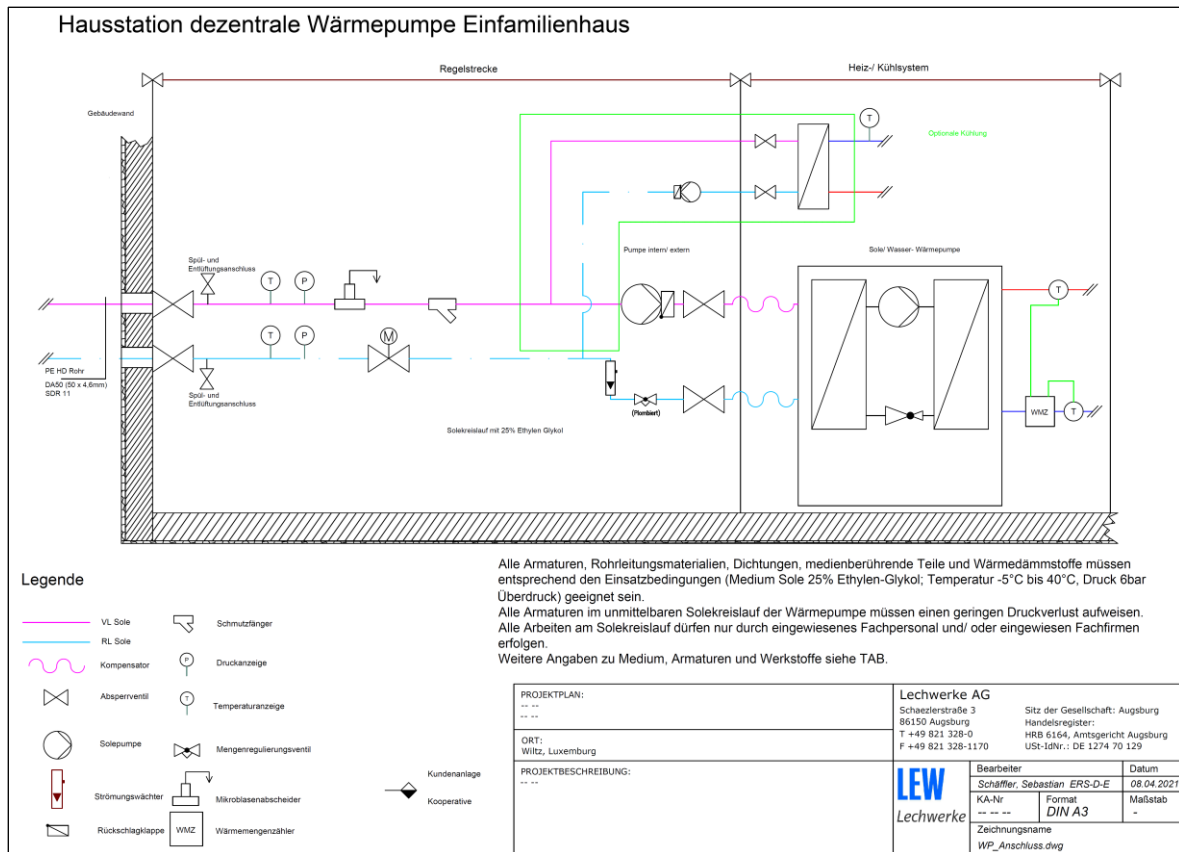 Hausstation dezentrale Wärmepumpe Einfamilienhaus
Regelstrecke
Heiz-/ Kühlsystem
Gebäudewand
T
Optionale Kühlung
Pumpe intern/ extern
Sole/ Wasser- Wärmepumpe
Spül- und
Entlüftungsanschluss
T
P
T
T
P
M
PE HD Rohr
DA50 (50 x 4,6mm)
SDR 11
Spül- und
Entlüftungsanschluss
(Plombiert)
WMZ
T
Solekreislauf mit 25% Ethylen Glykol
Alle Armaturen, Rohrleitungsmaterialien, Dichtungen, medienberührende Teile und Wärmedämmstoffe müssen
entsprechend den Einsatzbedingungen (Medium Sole 25% Ethylen-Glykol; Temperatur -5°C bis 40°C, Druck 6bar
Überdruck) geeignet sein.
Alle Armaturen im unmittelbaren Solekreislauf der Wärmepumpe müssen einen geringen Druckverlust aufweisen.
Alle Arbeiten am Solekreislauf dürfen nur durch eingewiesenes Fachpersonal und/ oder eingewiesen Fachfirmen
erfolgen.
Weitere Angaben zu Medium, Armaturen und Werkstoffe siehe TAB.
Legende
VL Sole
Schmutzfänger
RL Sole
Kompensator
P
Druckanzeige
Absperrventil
T
Temperaturanzeige
Solepumpe
Mengenregulierungsventil
Strömungswächter
Mikroblasenabscheider
Rückschlagklappe
WMZ
Wärmemengenzähler
Kundenanlage
Kooperative
PROJEKTPLAN:
-- --
-- --
ORT:
Wiltz, Luxemburg
PROJEKTBESCHREIBUNG:
-- --
Lechwerke AG
Schaezlerstraße 3
86150 Augsburg
T +49 821 328-0
F +49 821 328-1170
Sitz der Gesellschaft: Augsburg
Handelsregister:
HRB 6164, Amtsgericht Augsburg
USt-IdNr.: DE 1274 70 129
LEW
Lechwerke
Bearbeiter
Datum
Schäffler, Sebastian ERS-D-E
08.04.2021
KA-Nr
Format
Maßstab
-- -- --
DIN A3
-
Zeichnungsname
WP_Anschluss.dwg